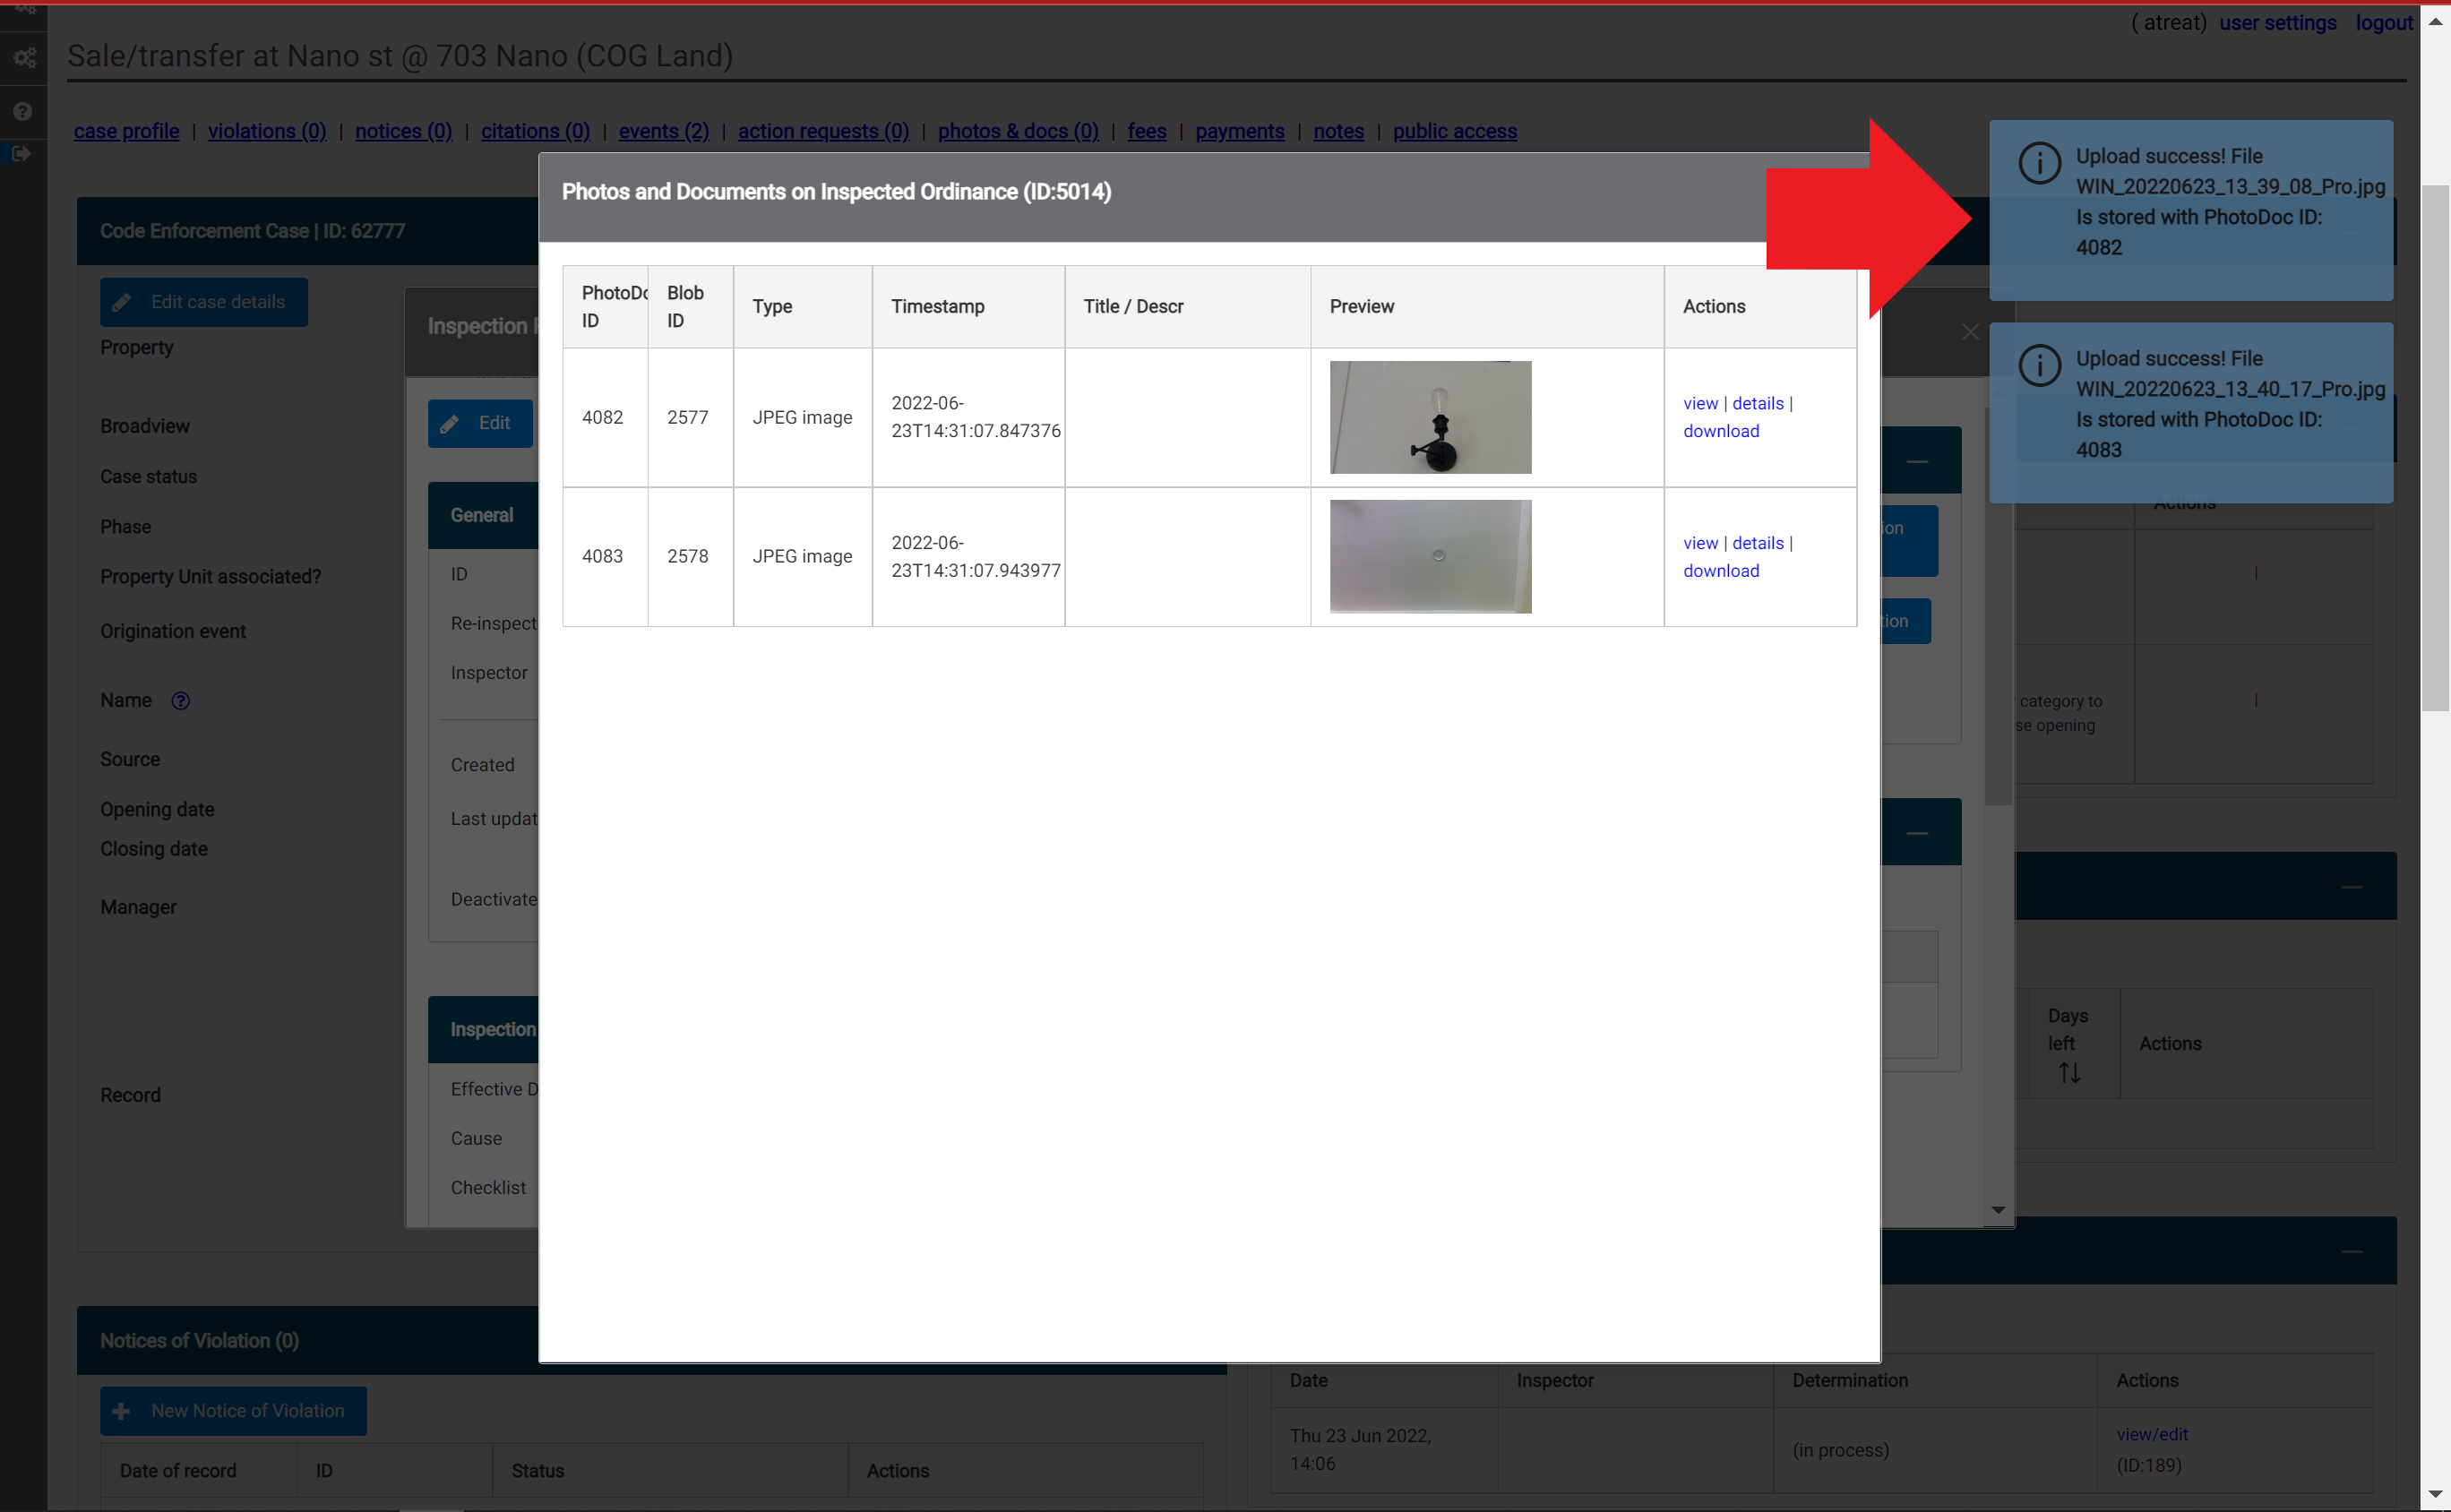 ( atreat) user settings logout
Sale/transfer at Nano st @ 703 Nano (COG Land)
case profile | violations (0) | notices (0) | citations (0) | events (2) | action requests (0) | photos & docs (0) | fees | payments | notes | public access
Code Enforcement Case | ID: 62777
Edit case details
Property
Broadview
Case status
Phase
Property Unit associated?
Origination event
Name
Source
Opening date
Closing date
Manager
Record
Inspection
Edit
General
ID
Re-inspect
Inspector
Created
Last updat
Deactivate
Inspection
Effective D
Cause
Checklist
Photos and Documents on Inspected Ordinance (ID:5014)
PhotoDo
ID
Blob
ID
Type
Timestamp
Title / Descr
Preview
Actions
4082
2577
JPEG image
2022-06-
23T14:31:07.847376
view | details |
download
4083
2578
JPEG image
2022-06-
23T14:31:07.943977
view | details |
download
Upload success! File
WIN_20220623_13_39_08_Pro.jpg
Is stored with PhotoDoc ID:
4082
Upload success! File
WIN_20220623_13_40_17_Pro.jpg
Is stored with PhotoDoc ID:
4083
Actions
ion
tion
category to
se opening
Days
left
Actions
Notices of Violation (0)
New Notice of Violation
Date of record
ID
Status
Actions
Date
Inspector
Determination
Actions
Thu 23 Jun 2022,
14:06
(in process)
view/edit
(ID:189)